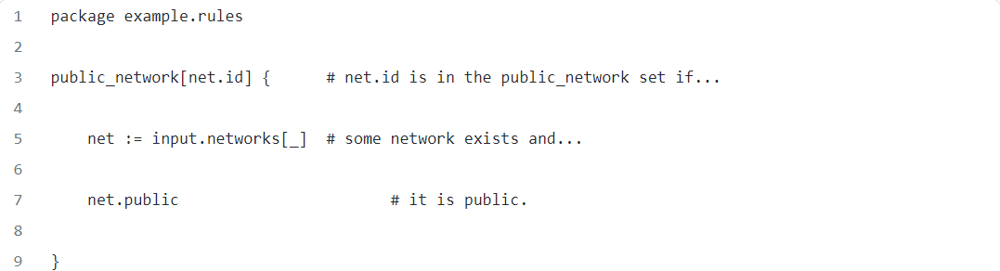 1 package example.rules
2
3 public_network[net.id] {      # net.id is in the public_network set if...
4
5     net := input.networks[_]  # some network exists and...
6
7     net.public                       # it is public.
8
9 }